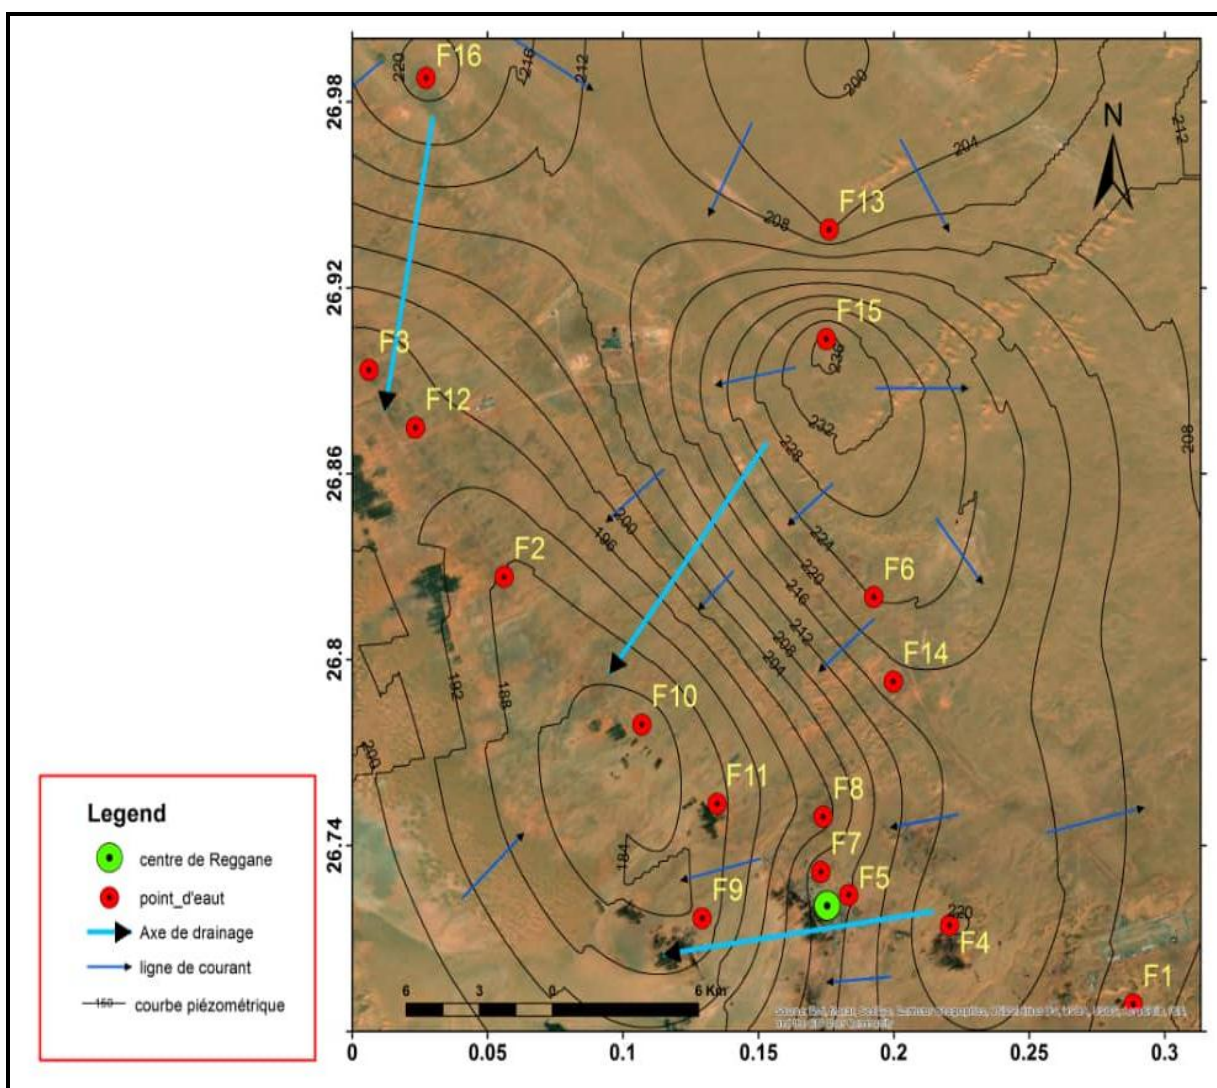 F16
220
216
212
200
204
212
N
208
F13
F15
236
232
228
F3
F12
208
200
196
224
220
216
212
208
204
F2
F6
F14
192
188
200
F10
F11
F8
F7
F5
184
F9
220
F4
F1
26.98
26.92
26.86
26.8
26.74
6 3 0 6 Km
0 0.05 0.1 0.15 0.2 0.25 0.3
Legend
centre de Reggane
point_d'eaut
Axe de drainage
ligne de courant
150 courbe piézométrique